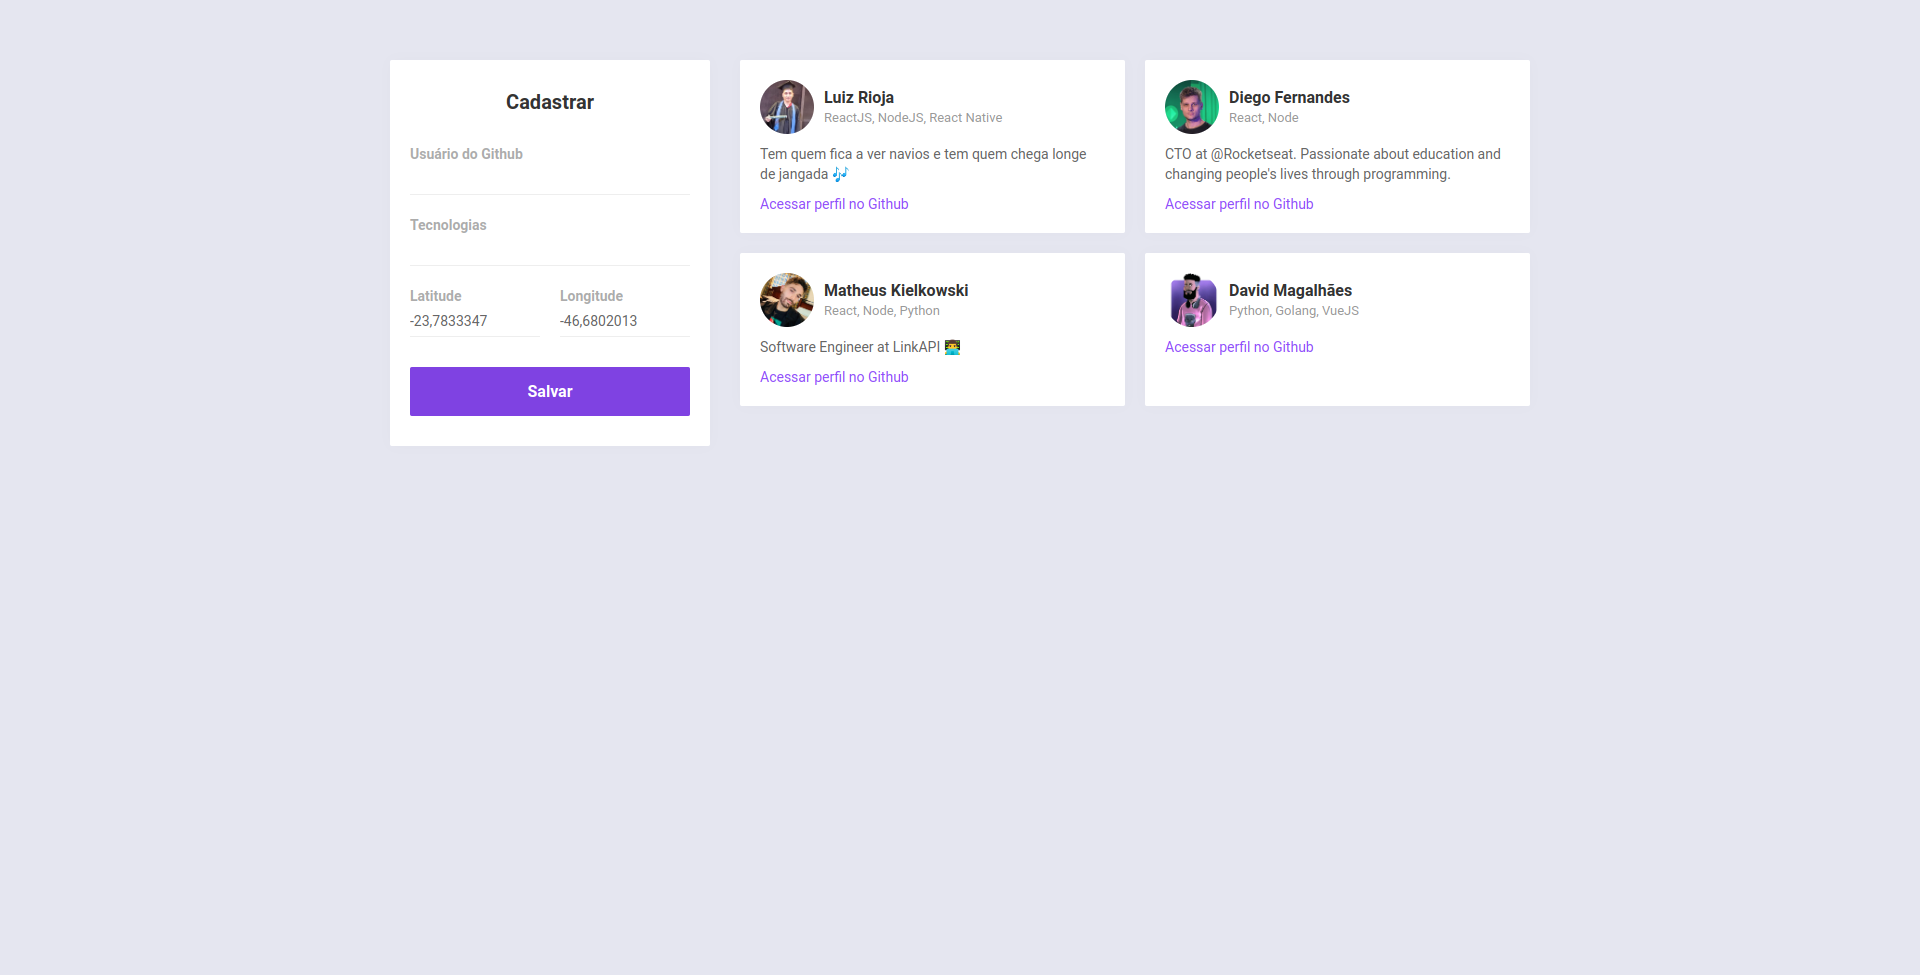 Cadastrar
Usuário do Github
Tecnologias
Latitude
Longitude
-23,7833347
-46,6802013
Salvar
Luiz Rioja
ReactJS, NodeJS, React Native
Tem quem fica a ver navios e tem quem chega longe
de jangada 🎶
Acessar perfil no Github
Diego Fernandes
React, Node
CTO at @Rocketseat. Passionate about education and
changing people's lives through programming.
Acessar perfil no Github
Matheus Kielkowski
React, Node, Python
Software Engineer at LinkAPI 👨‍💻
Acessar perfil no Github
David Magalhães
Python, Golang, VueJS
Acessar perfil no Github